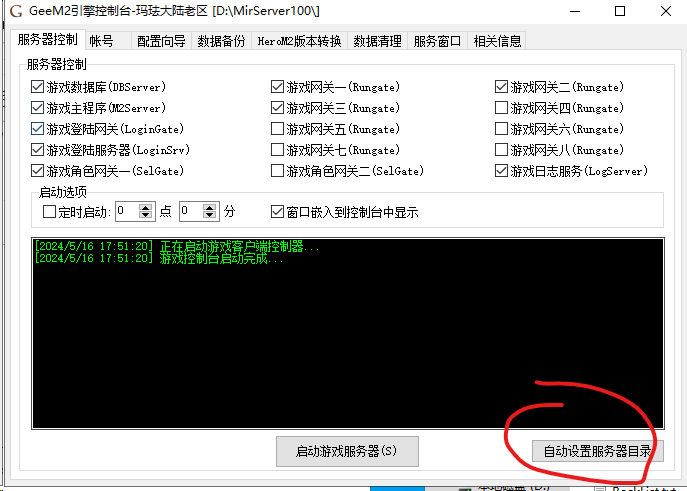 GeeM2引擎控制台-玛珐大陆老区 [D:\MirServer100\]
服务器控制 帐号 配置向导 数据备份 HeroM2版本转换 数据清理 服务窗口 相关信息
服务器控制
游戏数据库(DBServer) 游戏网关一(Rungate) 游戏网关二(Rungate)
游戏主程序(M2Server) 游戏网关三(Rungate) 游戏网关四(Rungate)
游戏登陆网关(LoginGate) 游戏网关五(Rungate) 游戏网关六(Rungate)
游戏登陆服务器(LoginSrv) 游戏网关七(Rungate) 游戏网关八(Rungate)
游戏角色网关一(SelGate) 游戏角色网关二(SelGate) 游戏日志服务(LogServer)
启动选项
定时启动: 0 点 0 分 窗口嵌入到控制台中显示
[2024/5/16 17:51:20] 正在启动游戏客户端控制器...
[2024/5/16 17:51:20] 游戏控制台启动完成...
启动游戏服务器(S) 自动设置服务器目录